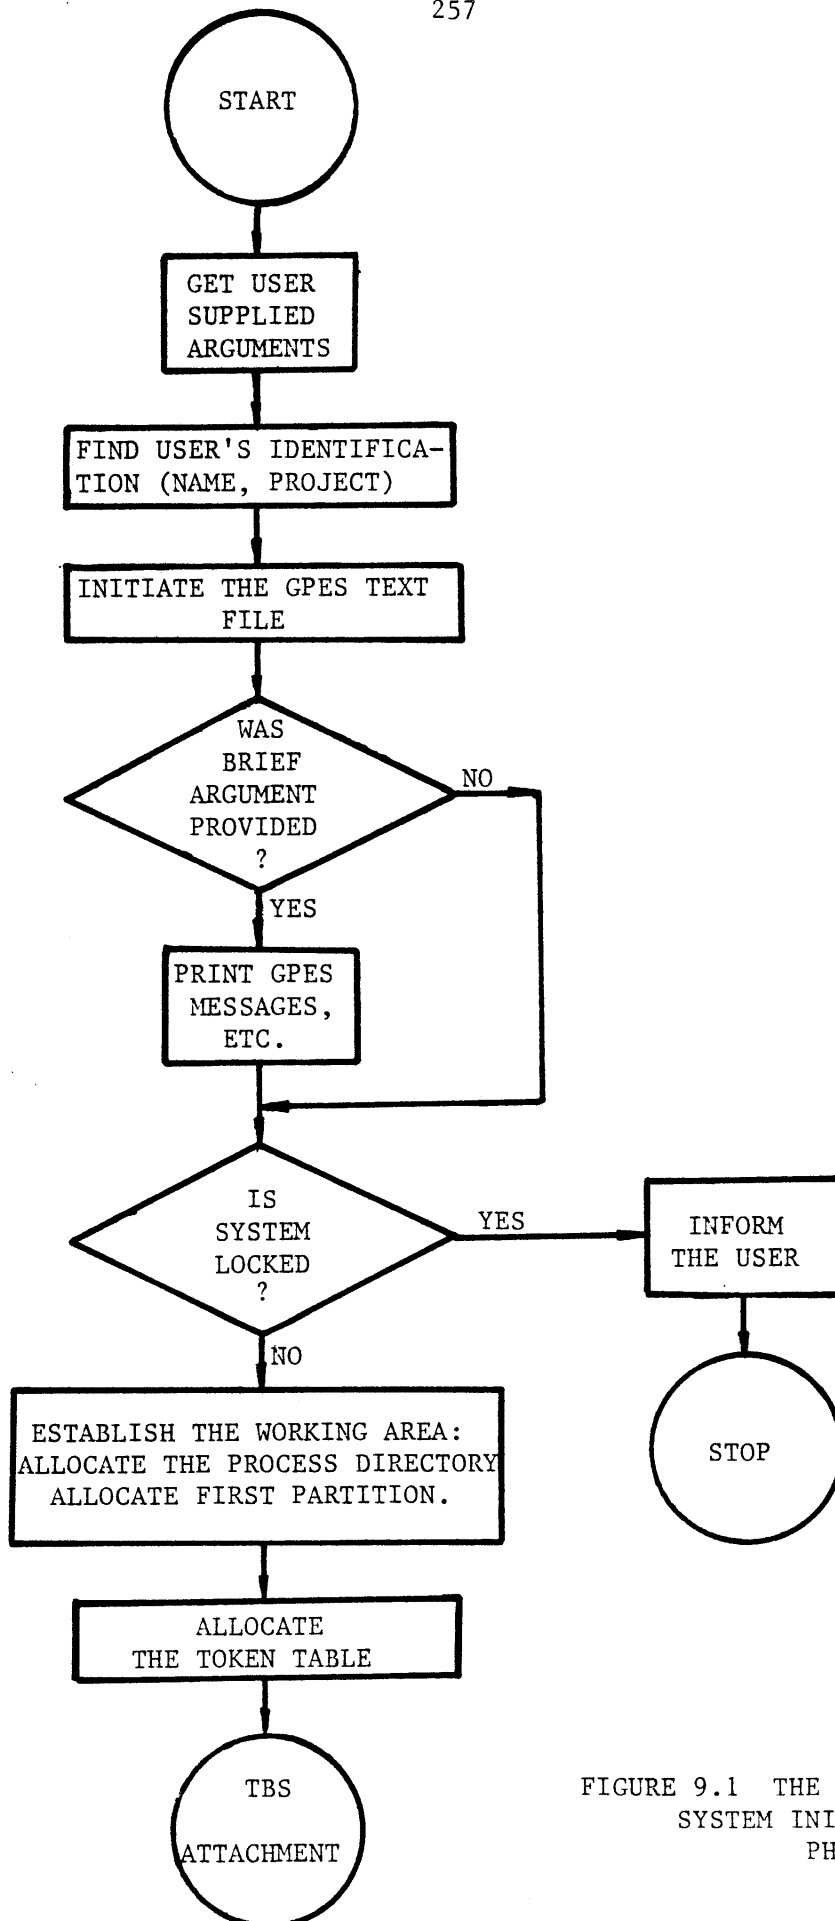 257
START
GET USER
SUPPLIED
ARGUMENTS
FIND USER'S IDENTIFICA-
TION (NAME, PROJECT)
INITIATE THE GPES TEXT
FILE
WAS
BRIEF
ARGUMENT
PROVIDED
?
NO
YES
PRINT GPES
MESSAGES,
ETC.
IS
SYSTEM
LOCKED
?
YES
INFORM
THE USER
NO
STOP
ESTABLISH THE WORKING AREA:
ALLOCATE THE PROCESS DIRECTORY
ALLOCATE FIRST PARTITION.
ALLOCATE
THE TOKEN TABLE
TBS
ATTACHMENT
FIGURE 9.1 THE
SYSTEM INI
PH